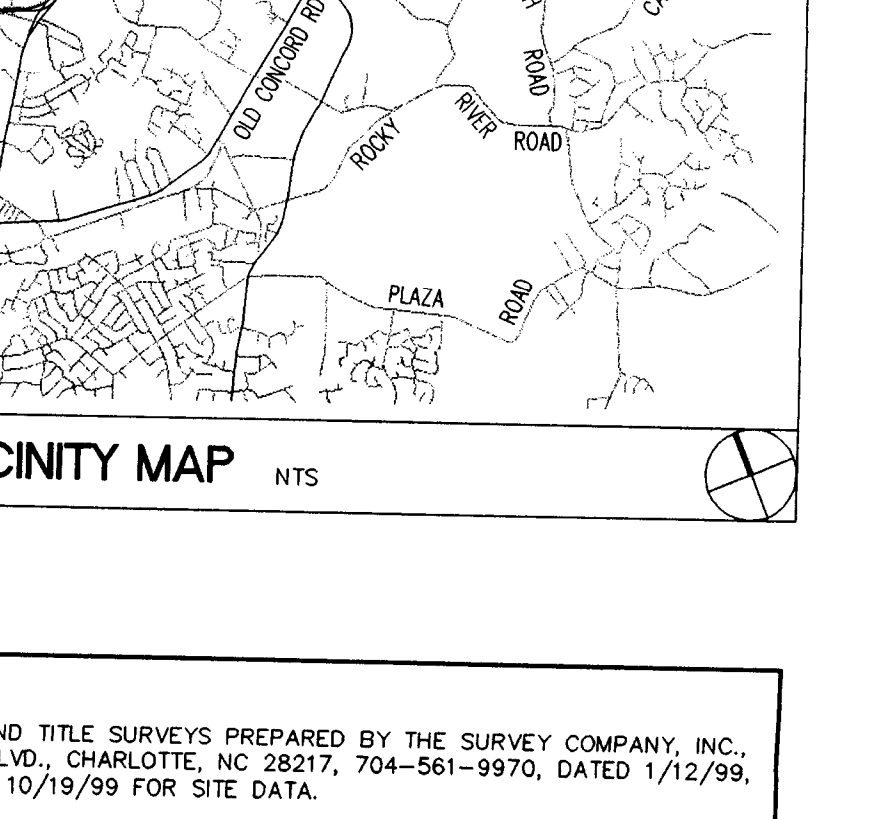 OLD CONCORD RD
ROAD
ROCKY RIVER ROAD
PLAZA ROAD
CINITY MAP NTS
ND TITLE SURVEYS PREPARED BY THE SURVEY COMPANY, INC.,
LVD., CHARLOTTE, NC 28217, 704-561-9970, DATED 1/12/99,
10/19/99 FOR SITE DATA.